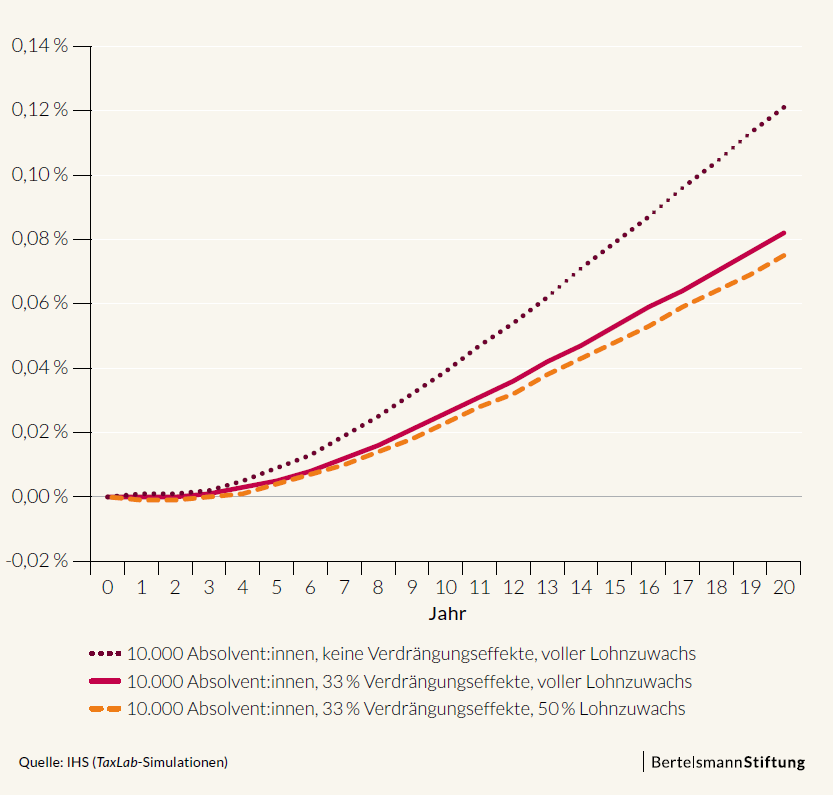 0,14 %
0,12 %
0,10 %
0,08 %
0,06 %
0,04 %
0,02 %
0,00 %
-0,02 %
0 1 2 3 4 5 6 7 8 9 10 11 12 13 14 15 16 17 18 19 20
Jahr
10.000 Absolvent:innen, keine Verdrängungseffekte, voller Lohnzuwachs
10.000 Absolvent:innen, 33 % Verdrängungseffekte, voller Lohnzuwachs
10.000 Absolvent:innen, 33 % Verdrängungseffekte, 50 % Lohnzuwachs
Quelle: IHS (TaxLab-Simulationen)
BertelsmannStiftung